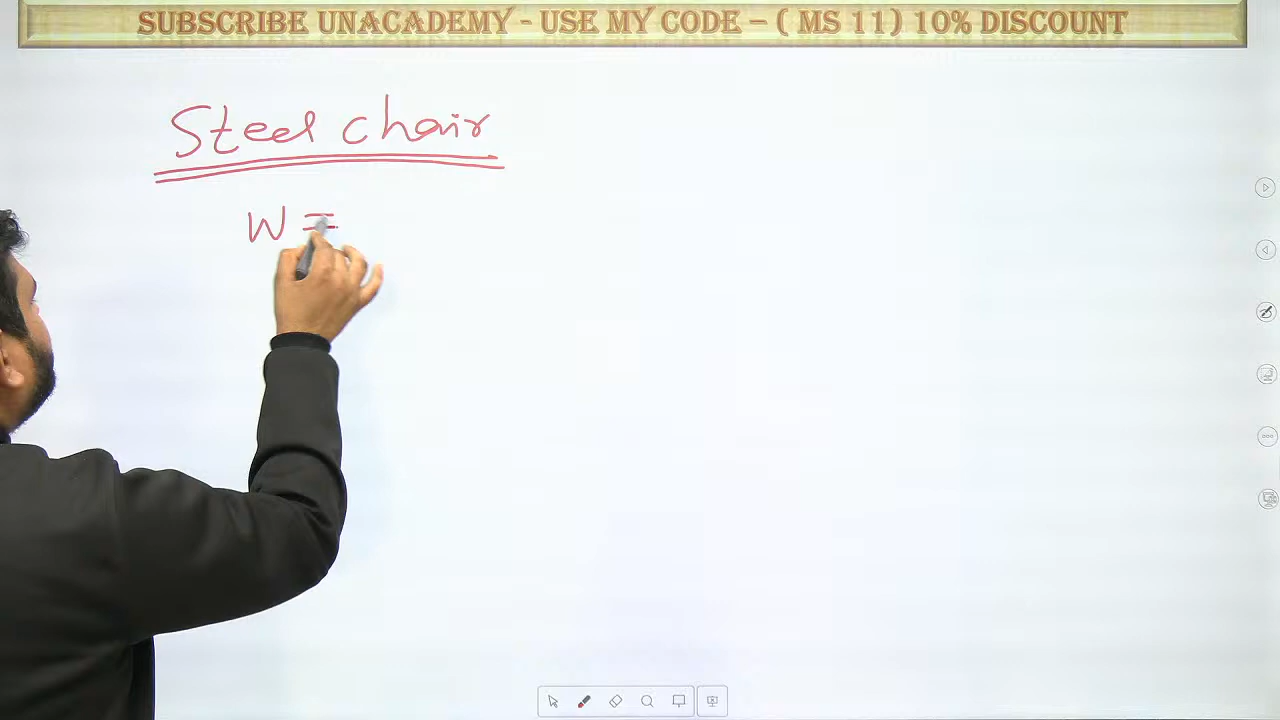 SUBSCRIBE UNACADEMY - USE MY CODE – ( MS 11) 10% DISCOUNT
Steel chair
W =